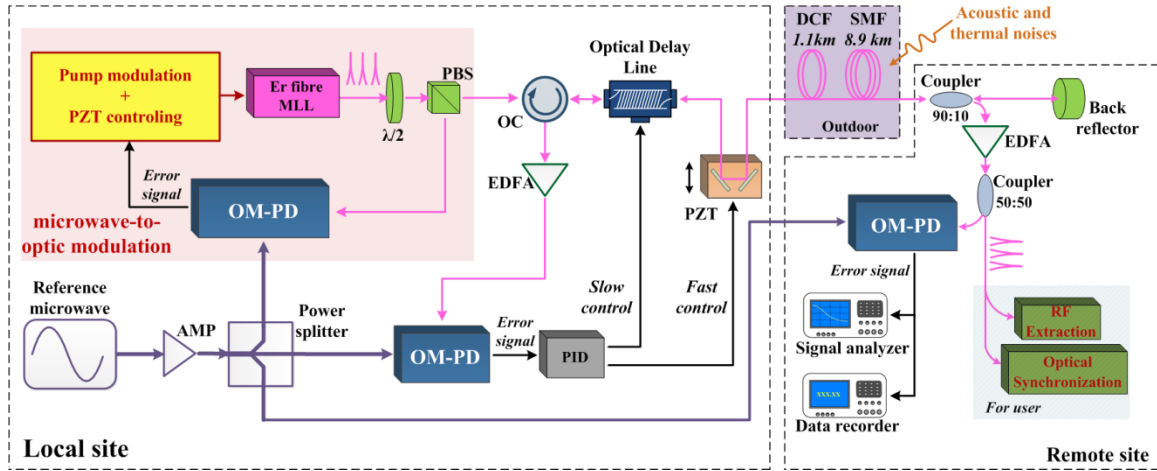 Pump modulation
+
PZT controling
Er fibre
MLL
λ/2
PBS
OC
Optical Delay
Line
DCF
1.1km
SMF
8.9 km
Outdoor
Acoustic and
thermal noises
Coupler
90:10
Back
reflector
EDFA
Coupler
50:50
Error
signal
OM-PD
microwave-to-
optic modulation
EDFA
PZT
OM-PD
Error signal
Reference
microwave
AMP
Power
splitter
OM-PD
Error
signal
PID
Slow
control
Fast
control
Signal analyzer
xxx.xx
Data recorder
RF
Extraction
Optical
Synchronization
For user
Local site
Remote site